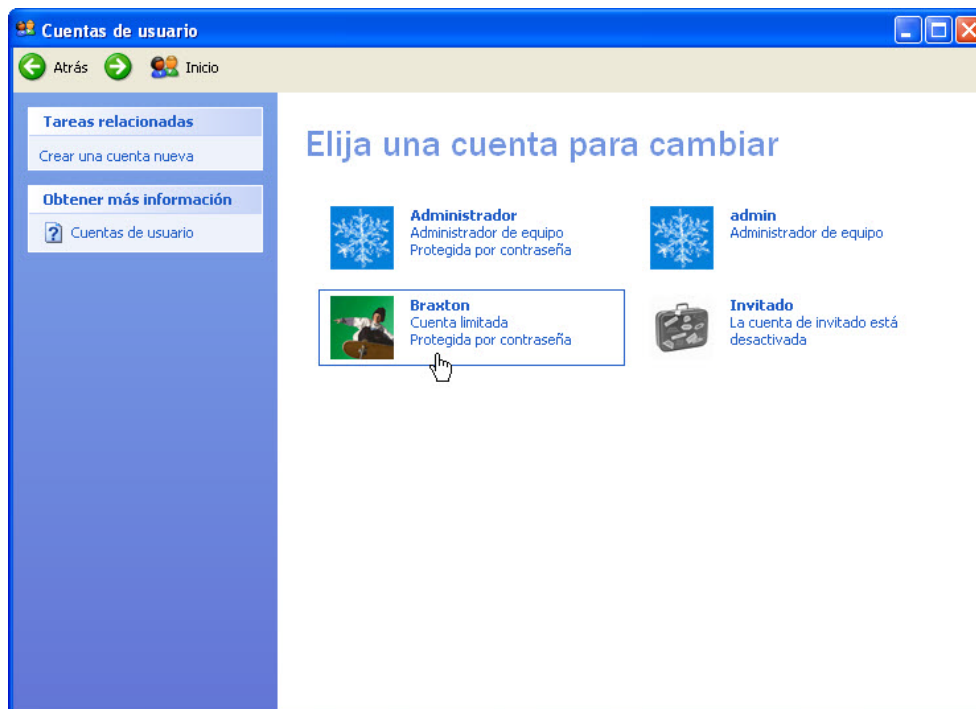 Cuentas de usuario
Atrás
Inicio
Tareas relacionadas
Crear una cuenta nueva
Obtener más información
Cuentas de usuario
Elija una cuenta para cambiar
Administrador
Administrador de equipo
Protegida por contraseña
admin
Administrador de equipo
Braxton
Cuenta limitada
Protegida por contraseña
Invitado
La cuenta de invitado está
desactivada